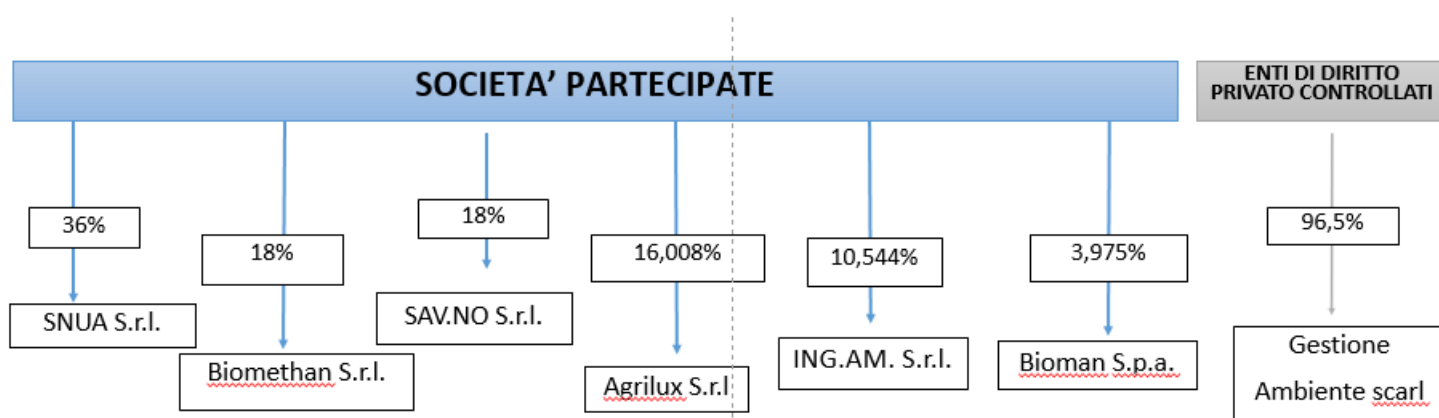 SOCIETA’ PARTECIPATE
ENTI DI DIRITTO
PRIVATO CONTROLLATI
36%
18%
18%
16,008%
10,544%
3,975%
96,5%
SNUA S.r.l.
Biomethan S.r.l.
SAV.NO S.r.l.
Agrilux S.r.l
ING.AM. S.r.l.
Bioman S.p.a.
Gestione
Ambiente scarl